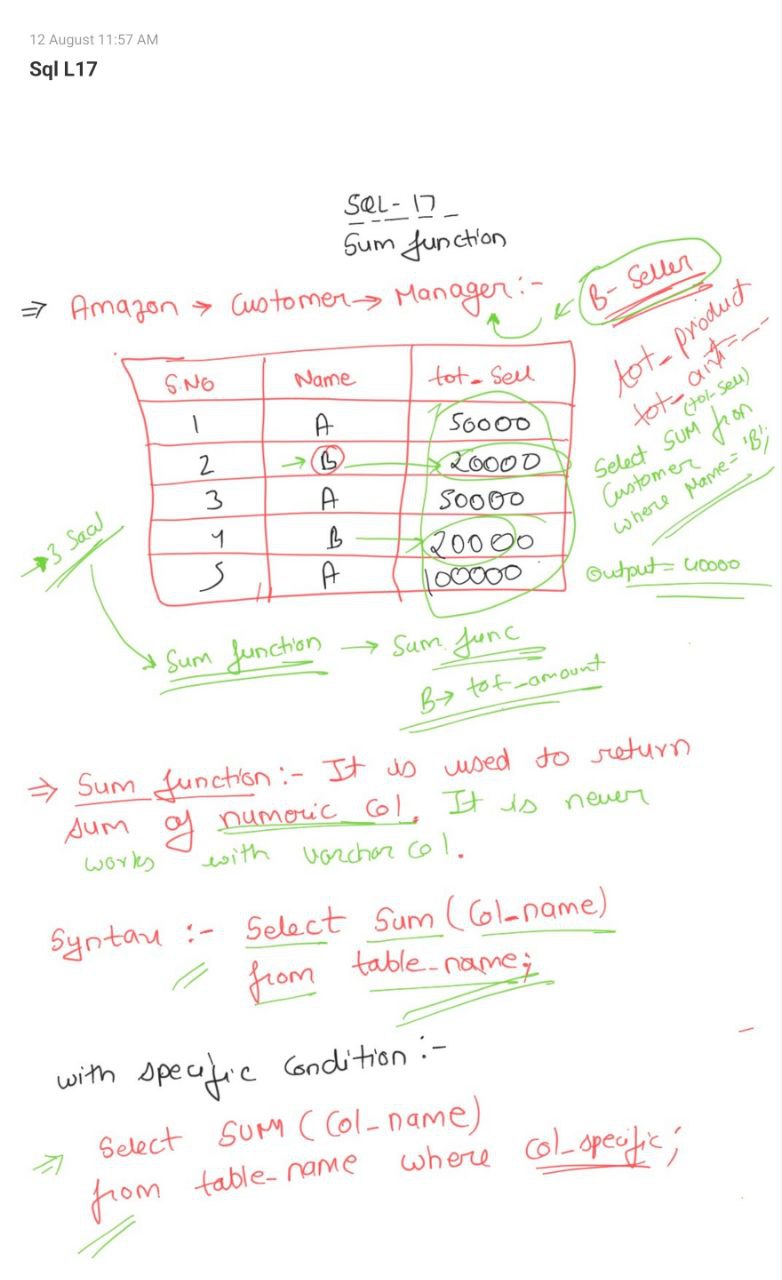 12 August 11:57 AM
Sql L17
SQL-17
Sum function
⇒ Amazon → Customer → Manager :-
B- Seller
tot_product
tot_amt=---
S.No Name tot_Sell
1 A 50000
2 → B 20000
3 A 50000
4 B 20000
5 A 100000
Select SUM (tot-Sell) from
Customer
where Name= 'B';
Output= 40000
→ 3 Saal
Sum function → Sum func
B→ tot_amount
⇒ Sum function :- It is used to return
sum of numeric col. It is never
works with varchar col.
Syntax :- Select Sum (Col_name)
from table_name;
with specific Condition :-
⇒ Select SUM (Col_name)
from table_name where col_specific;